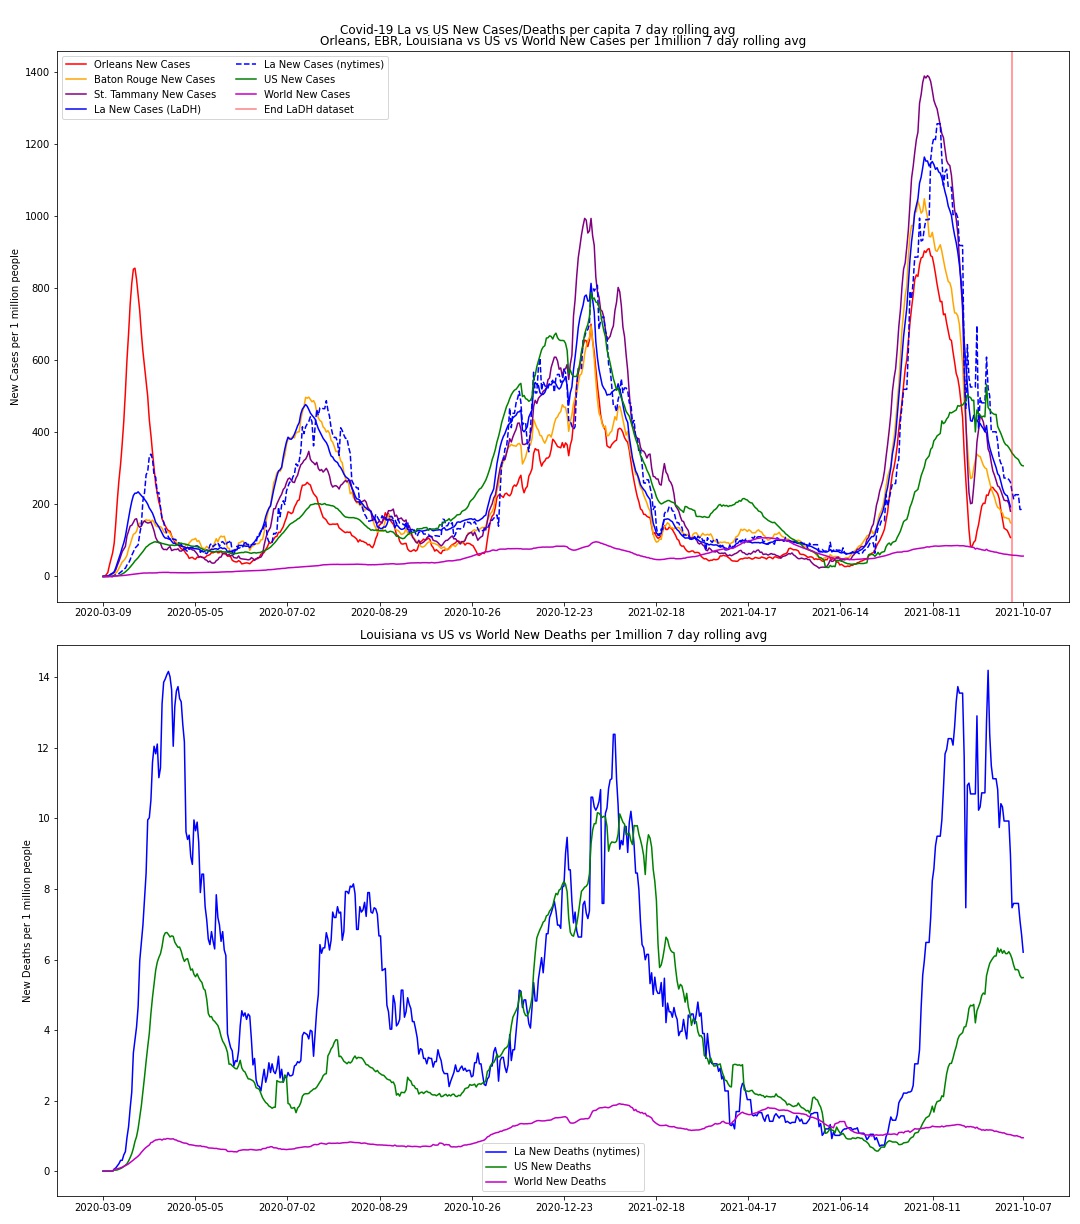 Covid-19 La vs US New Cases/Deaths per capita 7 day rolling avg
Orleans, EBR, Louisiana vs US vs World New Cases per 1million 7 day rolling avg
Orleans New Cases
Baton Rouge New Cases
St. Tammany New Cases
La New Cases (LaDH)
La New Cases (nytimes)
US New Cases
World New Cases
End LaDH dataset
New Cases per 1 million people
1400
1200
1000
800
600
400
200
0
2020-03-09 2020-05-05 2020-07-02 2020-08-29 2020-10-26 2020-12-23 2021-02-18 2021-04-17 2021-06-14 2021-08-11 2021-10-07
Louisiana vs US vs World New Deaths per 1million 7 day rolling avg
New Deaths per 1 million people
14
12
10
8
6
4
2
0
La New Deaths (nytimes)
US New Deaths
World New Deaths
2020-03-09 2020-05-05 2020-07-02 2020-08-29 2020-10-26 2020-12-23 2021-02-18 2021-04-17 2021-06-14 2021-08-11 2021-10-07